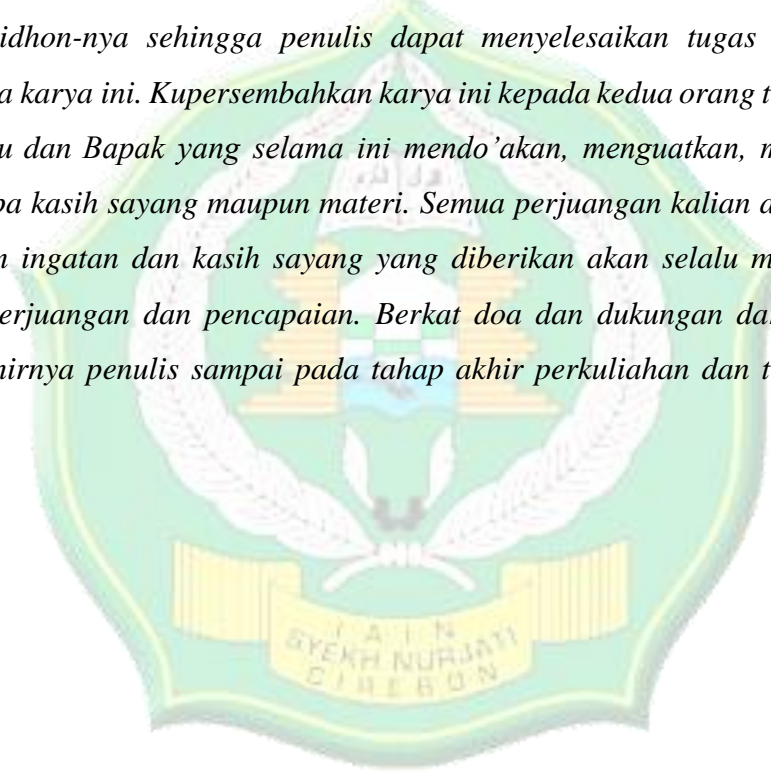 idhon-nya sehingga penulis dapat menyelesaikan tugas
a karya ini. Kupersembahkan karya ini kepada kedua orang t
u dan Bapak yang selama ini mendo’akan, menguatkan, m
pa kasih sayang maupun materi. Semua perjuangan kalian a
n ingatan dan kasih sayang yang diberikan akan selalu m
erjuangan dan pencapaian. Berkat doa dan dukungan da
hirnya penulis sampai pada tahap akhir perkuliahan dan t
I A I N
SYEKH NURJATI
CIREBON